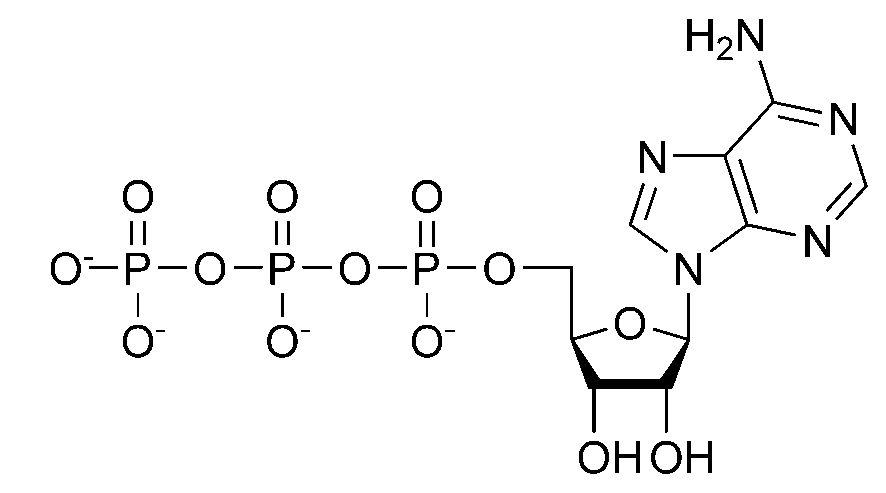 H₂N
N
N
O O O
N
O⁻ P O P O P O N
O
O⁻ O⁻ O⁻
OH OH